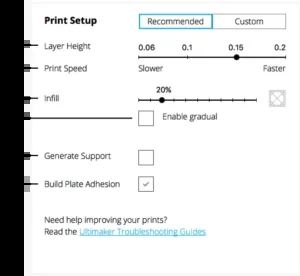 Print Setup Recommended Custom
Layer Height 0.06 0.1 0.15 0.2
Print Speed Slower Faster
20%
Infill
Enable gradual
Generate Support
Build Plate Adhesion
Need help improving your prints?
Read the Ultimaker Troubleshooting Guides